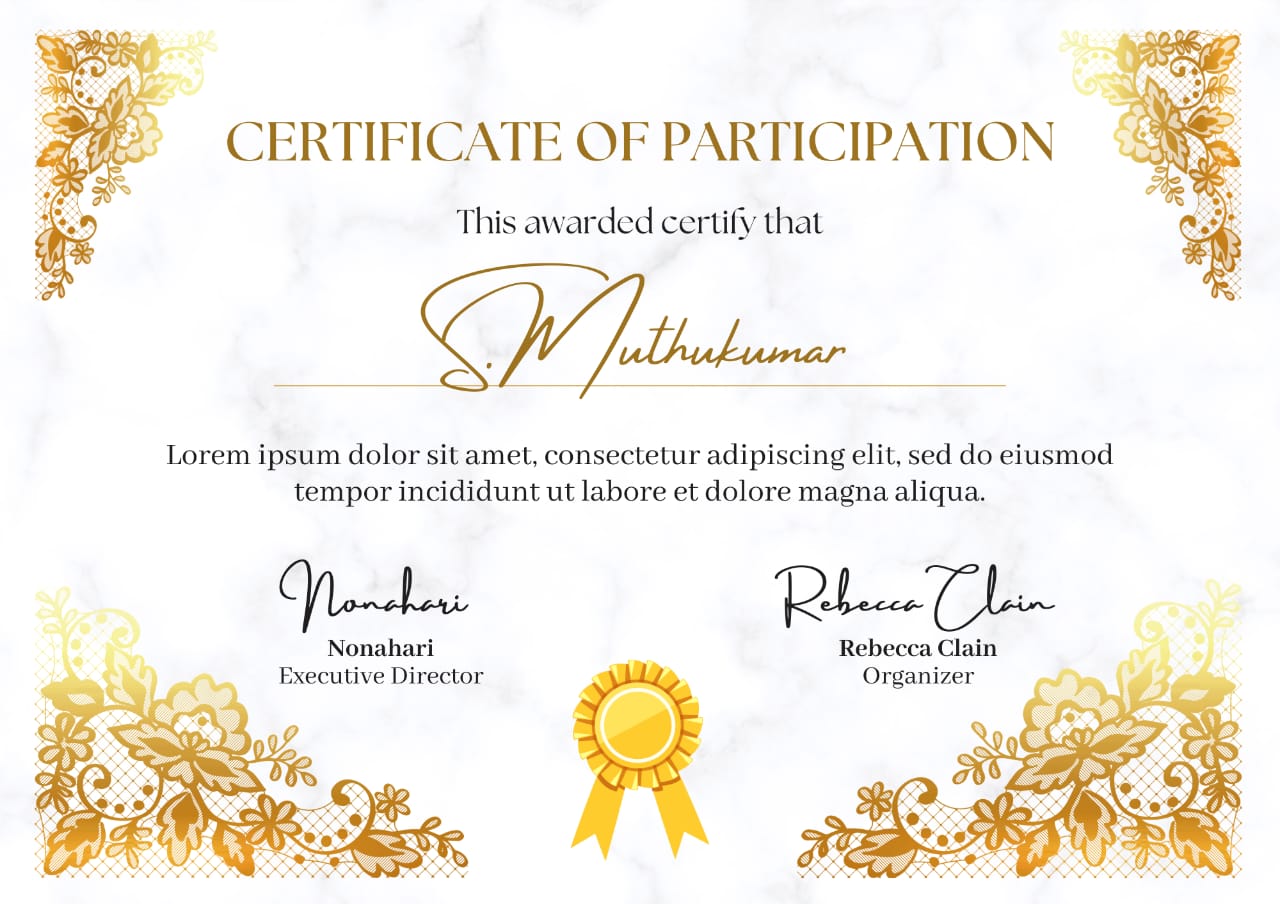 CERTIFICATE OF PARTICIPATION
This awarded certify that
S. Muthukumar
Lorem ipsum dolor sit amet, consectetur adipiscing elit, sed do eiusmod
tempor incididunt ut labore et dolore magna aliqua.
Nonahari
Nonahari
Executive Director
Rebecca Clain
Rebecca Clain
Organizer